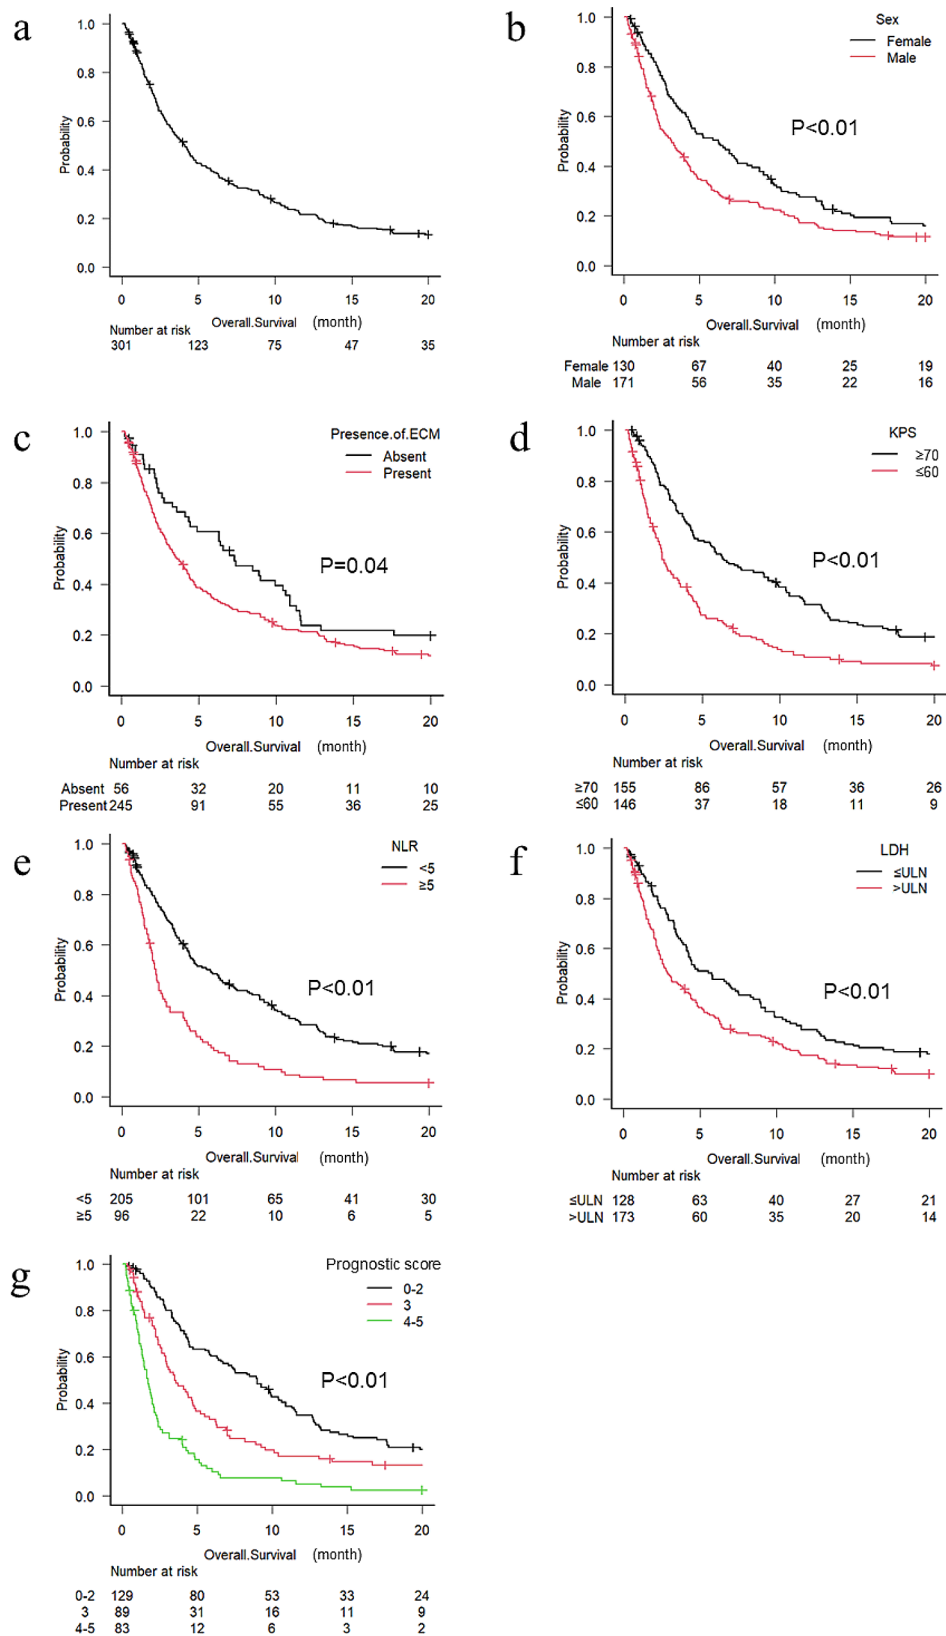 a
1.0
0.8
0.6
0.4
0.2
0.0
Probability
0 5 10 15 20
Overall.Survival (month)
Number at risk
301 123 75 47 35
b
Sex
Female
Male
P<0.01
1.0
0.8
0.6
0.4
0.2
0.0
Probability
0 5 10 15 20
Overall.Survival (month)
Number at risk
Female 130 67 40 25 19
Male 171 56 35 22 16
c
Presence.of.ECM
Absent
Present
P=0.04
1.0
0.8
0.6
0.4
0.2
0.0
Probability
0 5 10 15 20
Overall.Survival (month)
Number at risk
Absent 56 32 20 11 10
Present 245 91 55 36 25
d
KPS
≥70
≤60
P<0.01
1.0
0.8
0.6
0.4
0.2
0.0
Probability
0 5 10 15 20
Overall.Survival (month)
Number at risk
≥70 155 86 57 36 26
≤60 146 37 18 11 9
e
NLR
<5
≥5
P<0.01
1.0
0.8
0.6
0.4
0.2
0.0
Probability
0 5 10 15 20
Overall.Survival (month)
Number at risk
<5 205 101 65 41 30
≥5 96 22 10 6 5
f
LDH
≤ULN
>ULN
P<0.01
1.0
0.8
0.6
0.4
0.2
0.0
Probability
0 5 10 15 20
Overall.Survival (month)
Number at risk
≤ULN 128 63 40 27 21
>ULN 173 60 35 20 14
g
Prognostic score
0-2
3
4-5
P<0.01
1.0
0.8
0.6
0.4
0.2
0.0
Probability
0 5 10 15 20
Overall.Survival (month)
Number at risk
0-2 129 80 53 33 24
3 89 31 16 11 9
4-5 83 12 6 3 2